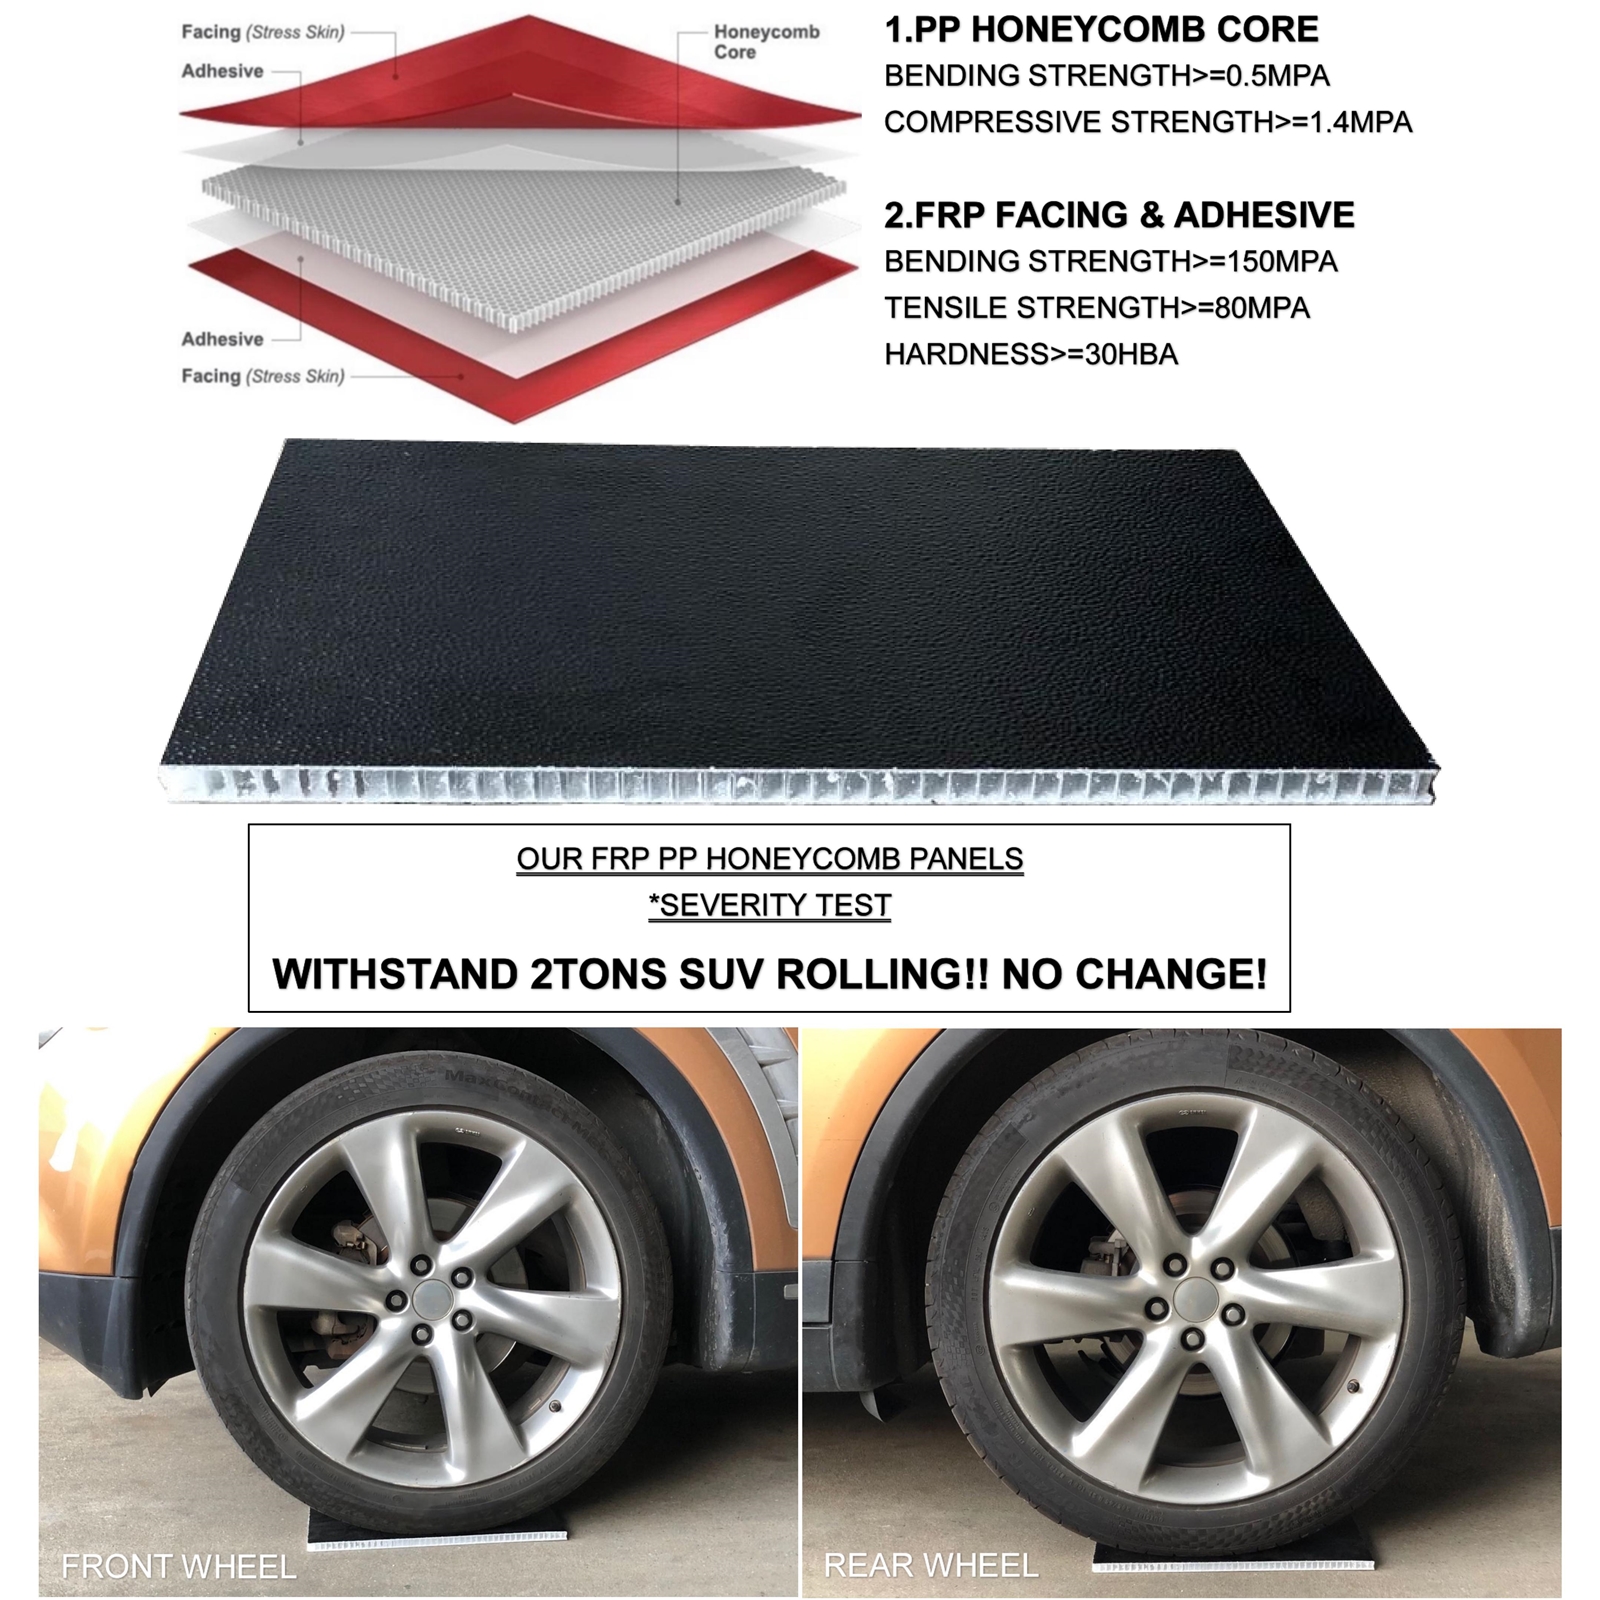 Facing (Stress Skin)
Adhesive
Honeycomb
Core
Adhesive
Facing (Stress Skin)
1.PP HONEYCOMB CORE
BENDING STRENGTH>=0.5MPA
COMPRESSIVE STRENGTH>=1.4MPA
2.FRP FACING & ADHESIVE
BENDING STRENGTH>=150MPA
TENSILE STRENGTH>=80MPA
HARDNESS>=30HBA
OUR FRP PP HONEYCOMB PANELS
*SEVERITY TEST
WITHSTAND 2TONS SUV ROLLING!! NO CHANGE!
FRONT WHEEL
REAR WHEEL